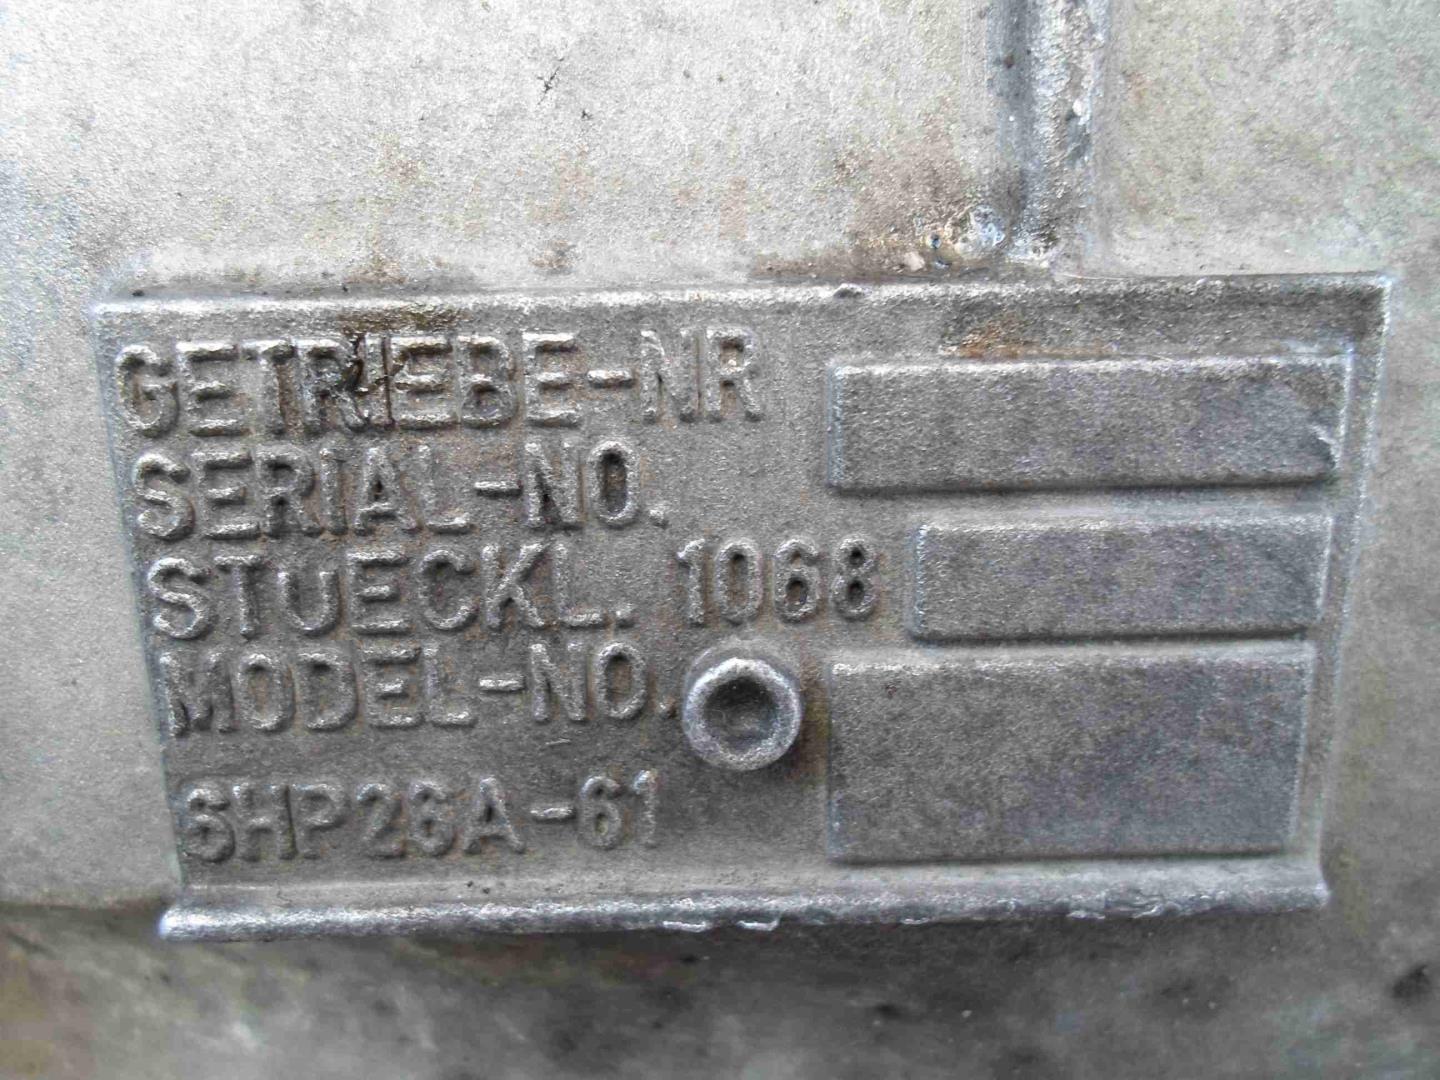 GETRIEBE-NR
SERIAL-NO.
STUECKL. 1068
MODEL-NO.
6HP26A-61